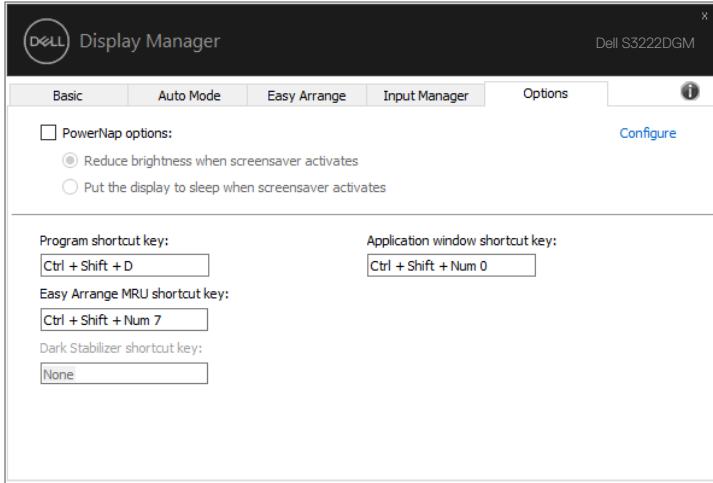 x
DELL Display Manager
Dell S3222DGM
Basic Auto Mode Easy Arrange Input Manager Options i
PowerNap options: Configure
Reduce brightness when screensaver activates
Put the display to sleep when screensaver activates
Program shortcut key: Application window shortcut key:
Ctrl + Shift + D Ctrl + Shift + Num 0
Easy Arrange MRU shortcut key:
Ctrl + Shift + Num 7
Dark Stabilizer shortcut key:
None